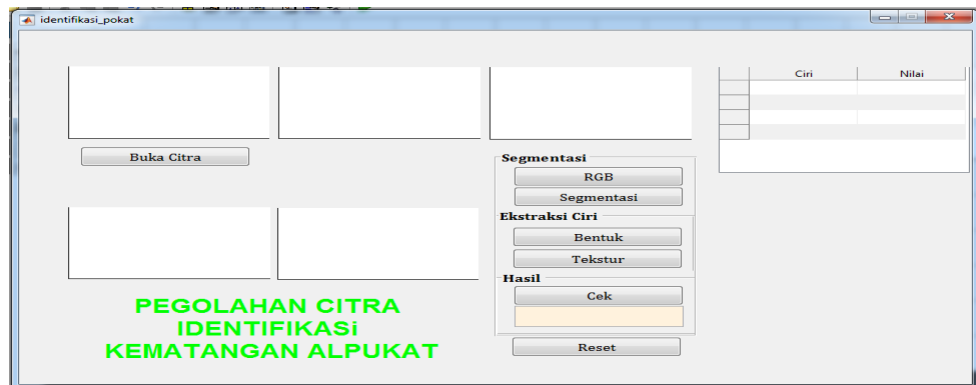 identifikasi_pokat
Ciri Nilai
Buka Citra
Segmentasi
RGB
Segmentasi
Ekstraksi Ciri
Bentuk
Tekstur
Hasil
Cek
Reset
PEGOLAHAN CITRA
IDENTIFIKASi
KEMATANGAN ALPUKAT